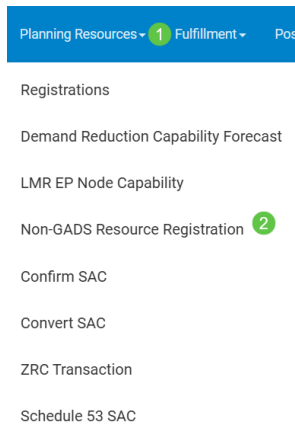 Planning Resources 1 Fulfillment Pos
Registrations
Demand Reduction Capability Forecast
LMR EP Node Capability
Non-GADS Resource Registration 2
Confirm SAC
Convert SAC
ZRC Transaction
Schedule 53 SAC